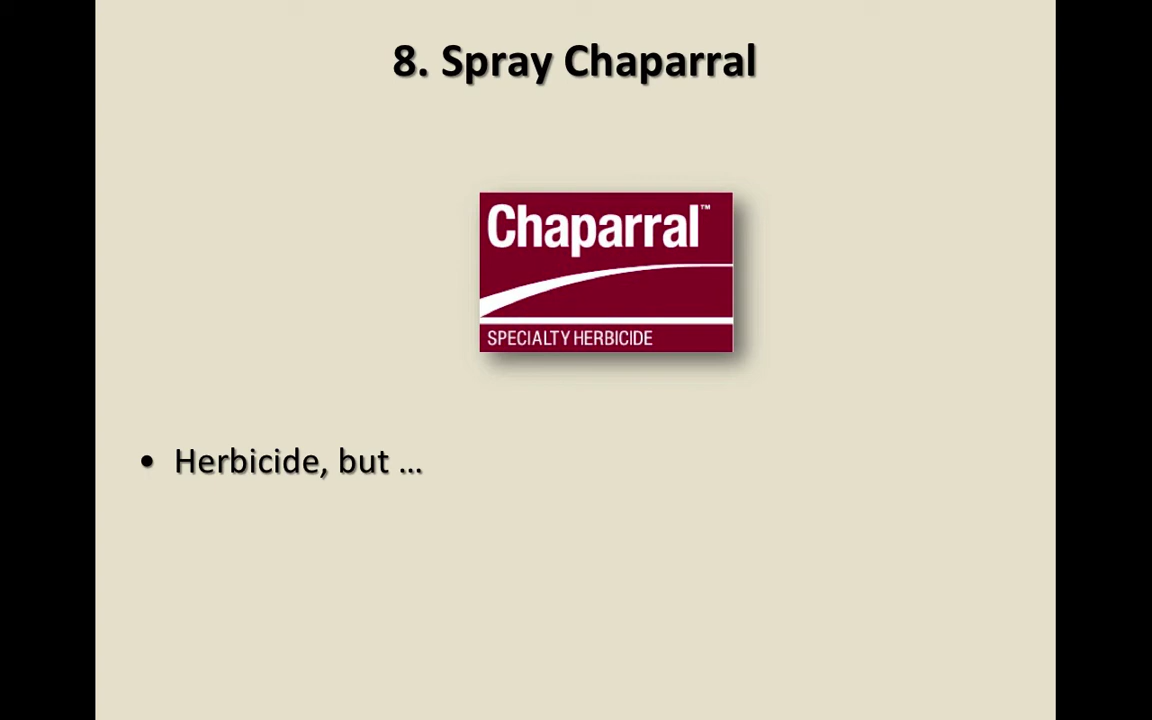 8. Spray Chaparral
Chaparral™
SPECIALTY HERBICIDE
• Herbicide, but …